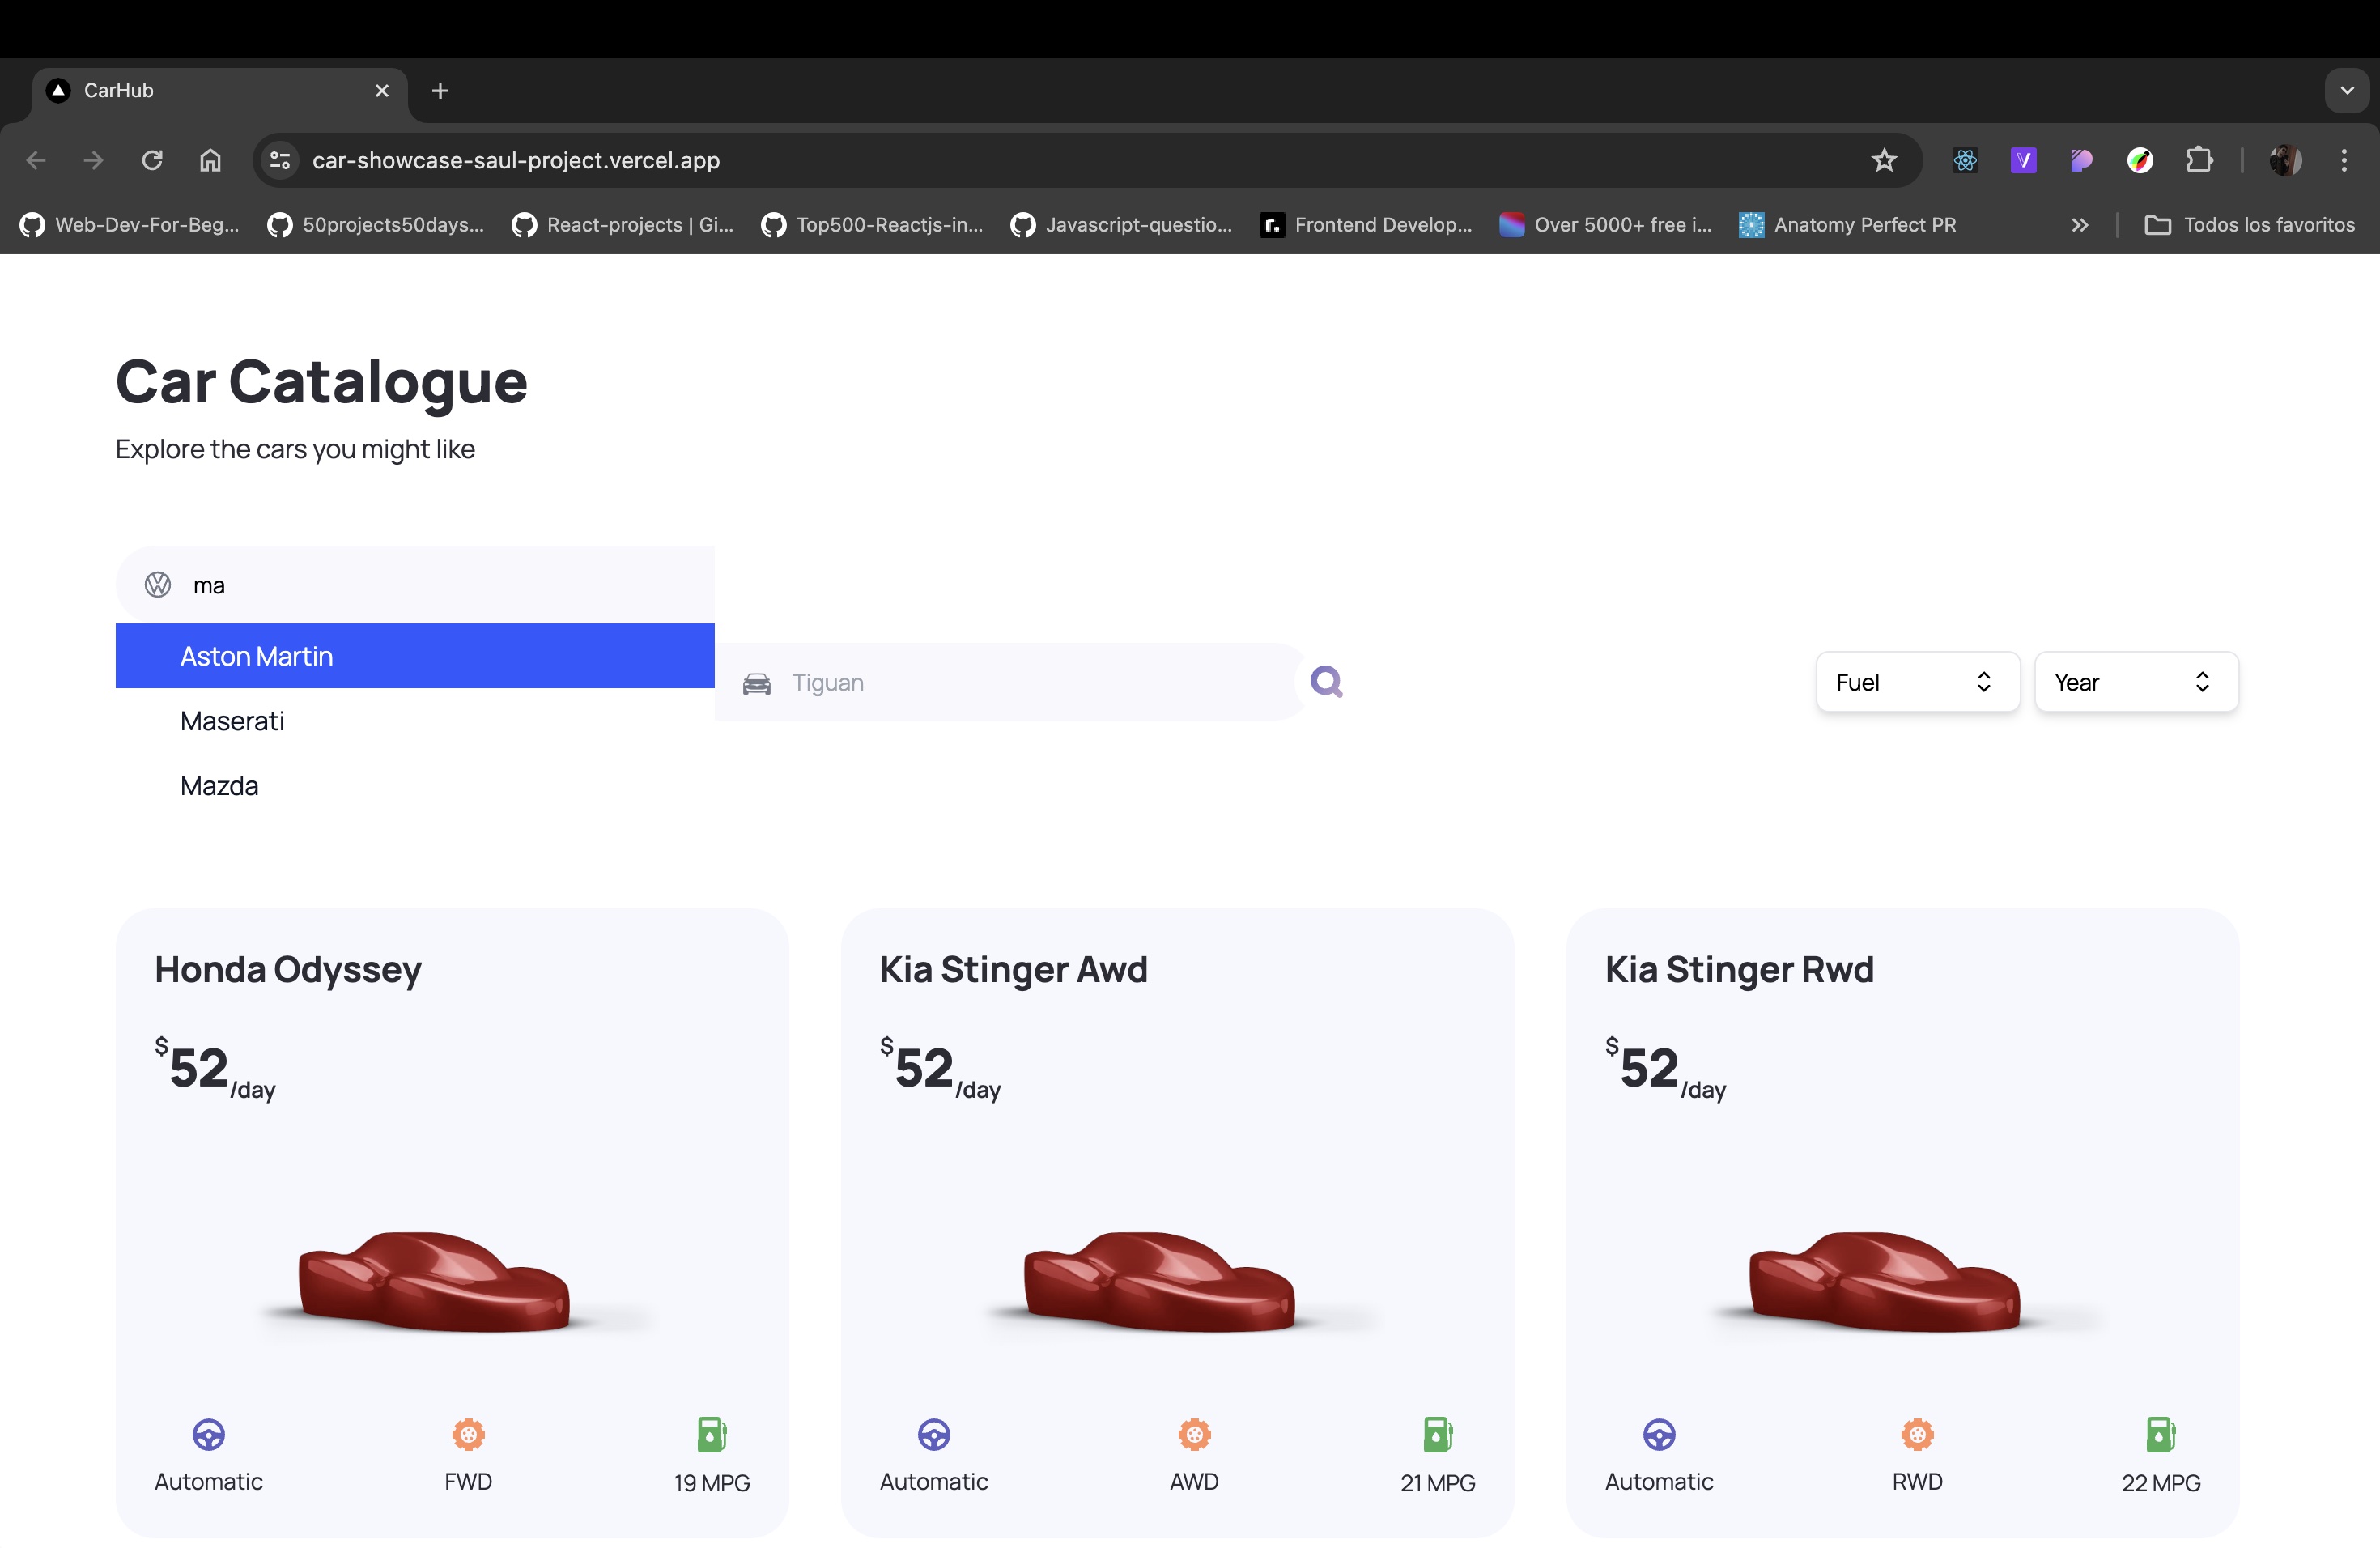 CarHub
car-showcase-saul-project.vercel.app
Web-Dev-For-Beg... 50projects50days... React-projects | Gi... Top500-Reactjs-in... Javascript-questio... Frontend Develop... Over 5000+ free i... Anatomy Perfect PR Todos los favoritos
Car Catalogue
Explore the cars you might like
ma
Aston Martin
Maserati
Mazda
Tiguan
Fuel
Year
Honda Odyssey
$52/day
Automatic FWD 19 MPG
Kia Stinger Awd
$52/day
Automatic AWD 21 MPG
Kia Stinger Rwd
$52/day
Automatic RWD 22 MPG